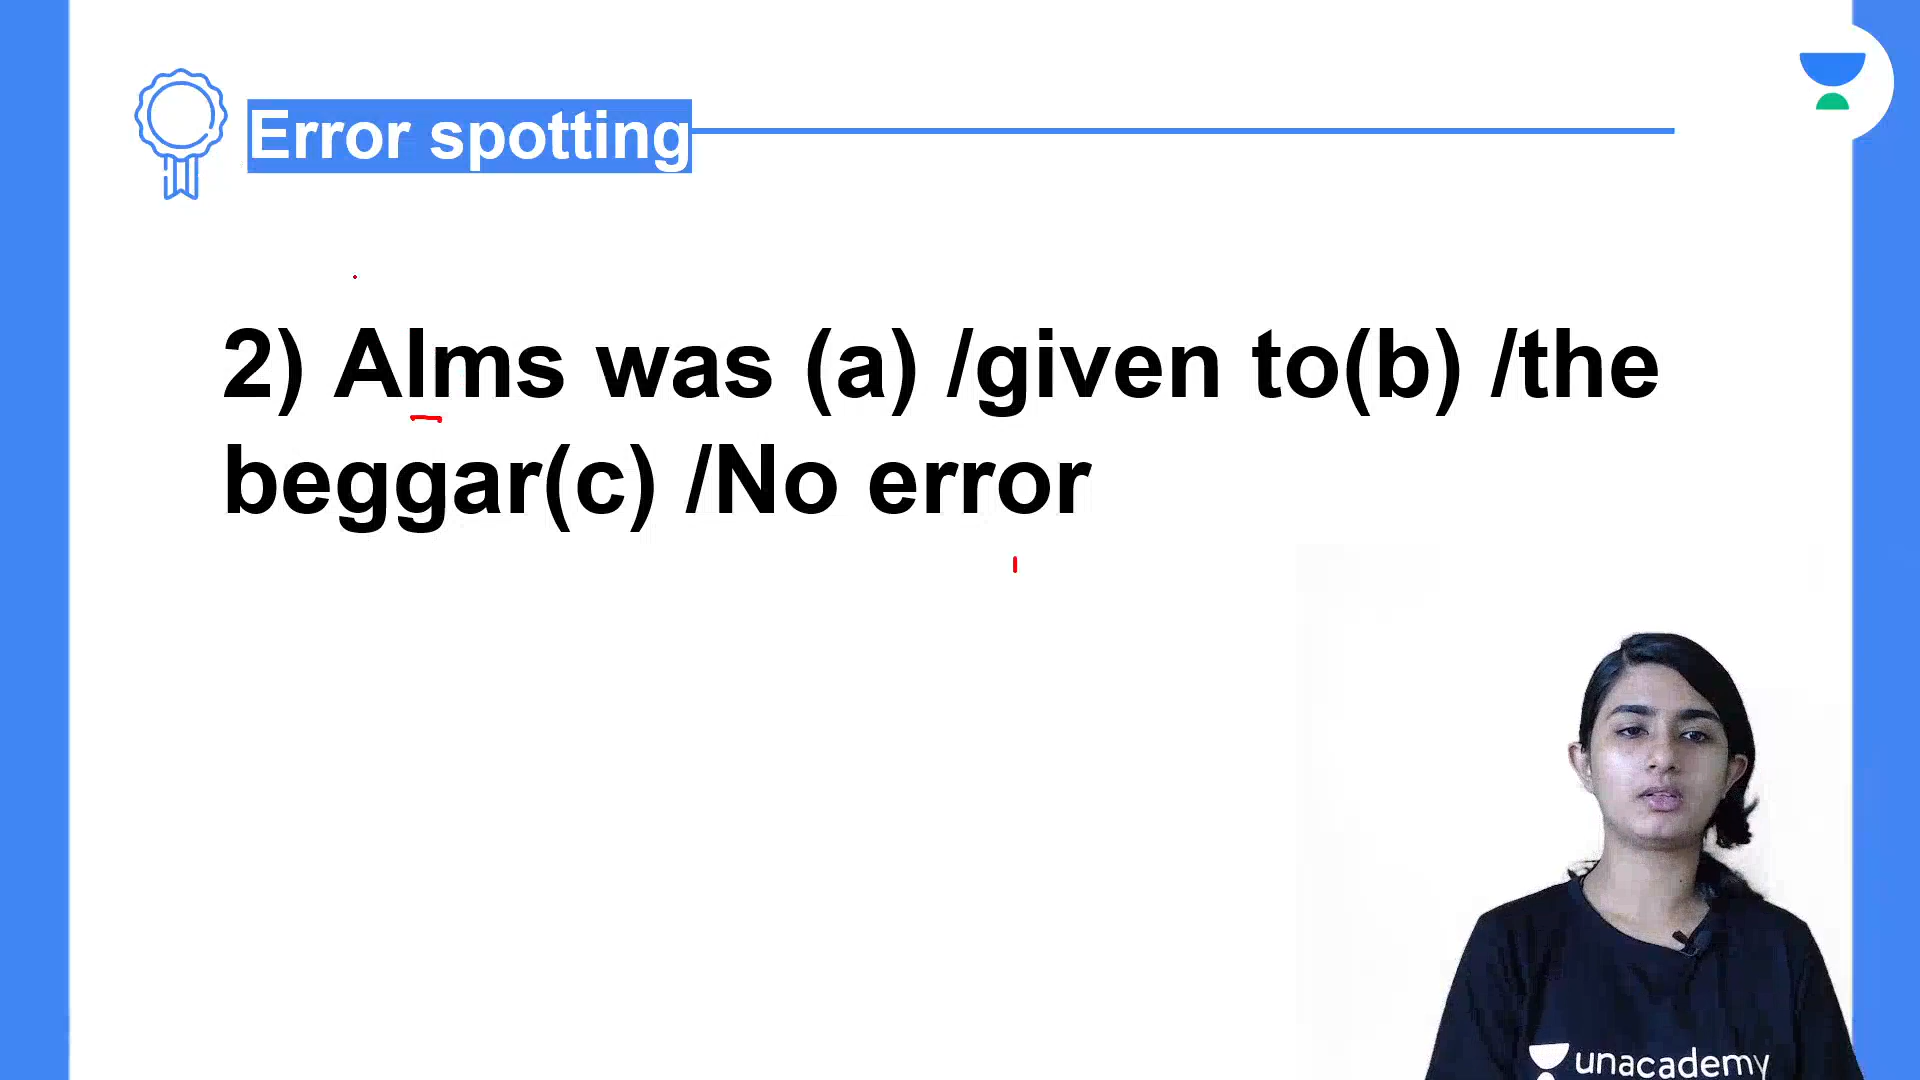 Error spotting
2) Alms was (a) /given to(b) /the
beggar(c) /No error
unacademy